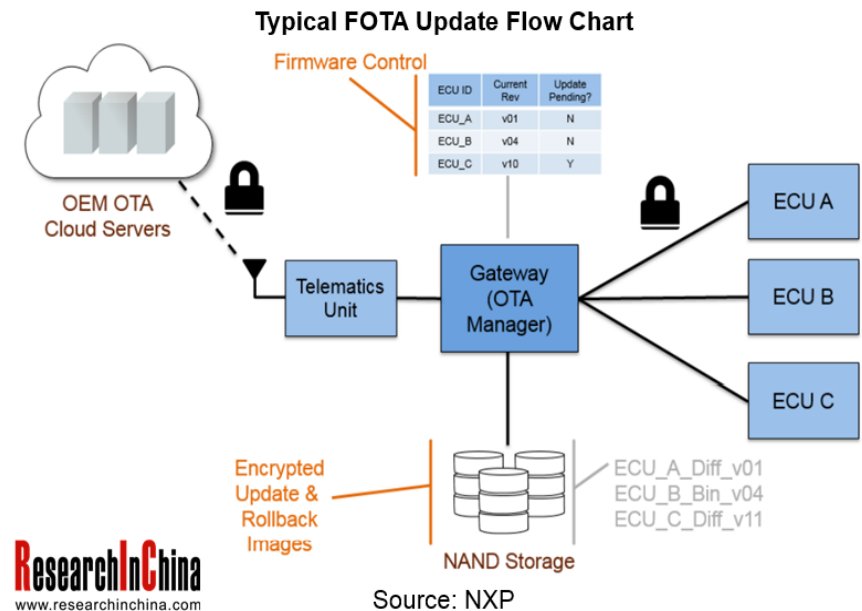 Typical FOTA Update Flow Chart
Firmware Control
ECU ID Current Rev Update Pending?
ECU_A v01 N
ECU_B v04 N
ECU_C v10 Y
OEM OTA
Cloud Servers
Telematics
Unit
Gateway
(OTA
Manager)
ECU A
ECU B
ECU C
Encrypted
Update &
Rollback
Images
ECU_A_Diff_v01
ECU_B_Bin_v04
ECU_C_Diff_v11
NAND Storage
ResearchInChina
www.researchinchina.com
Source: NXP